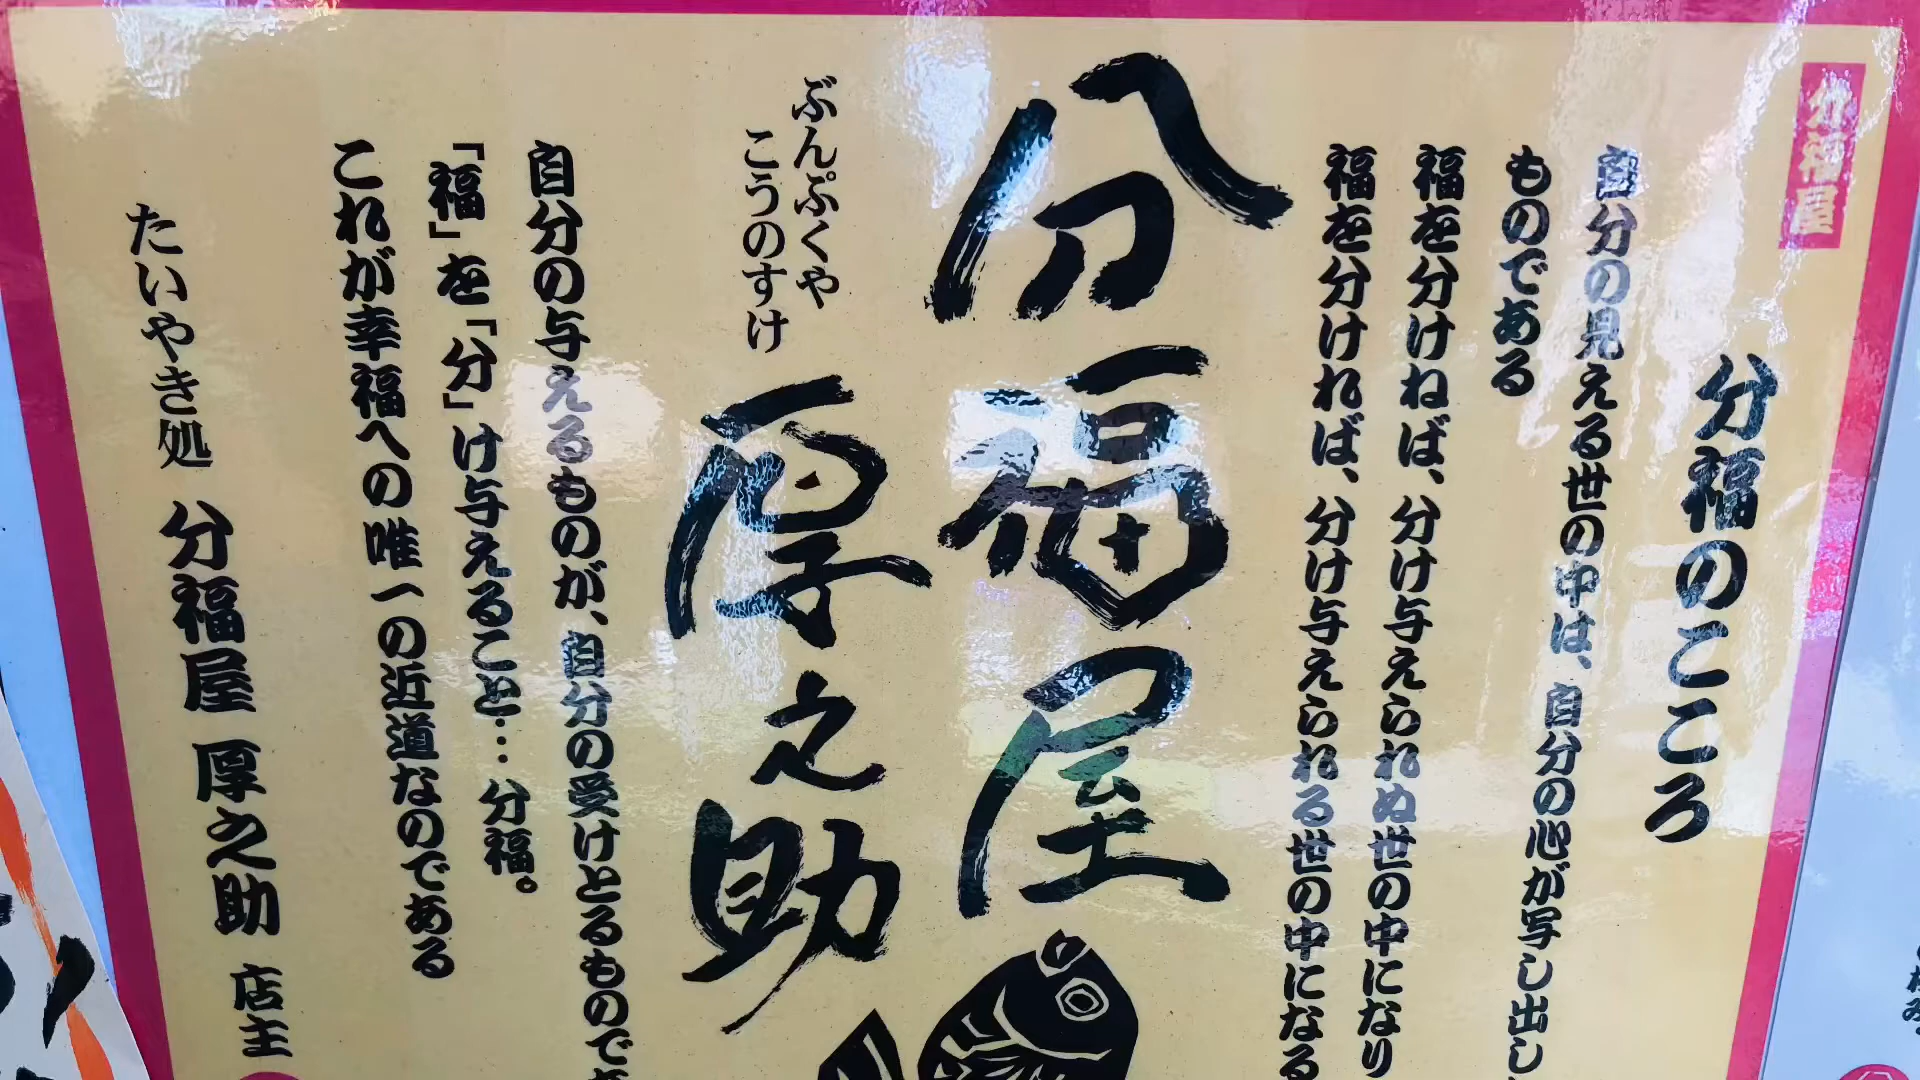 分福屋
分福のこころ
自分の見える世の中は、自分の心が写し出し
ものである
福を分けねば、分け与えられぬ世の中になり
福を分ければ、分け与えられる世の中になる
分福屋
厚之助
ぶんぷくや
こうのすけ
自分の与えるものが、自分の受けとるもので
「福」を「分」け与えること…分福。
これが幸福への唯一の近道なのである
たいやき処 分福屋 厚之助 店主